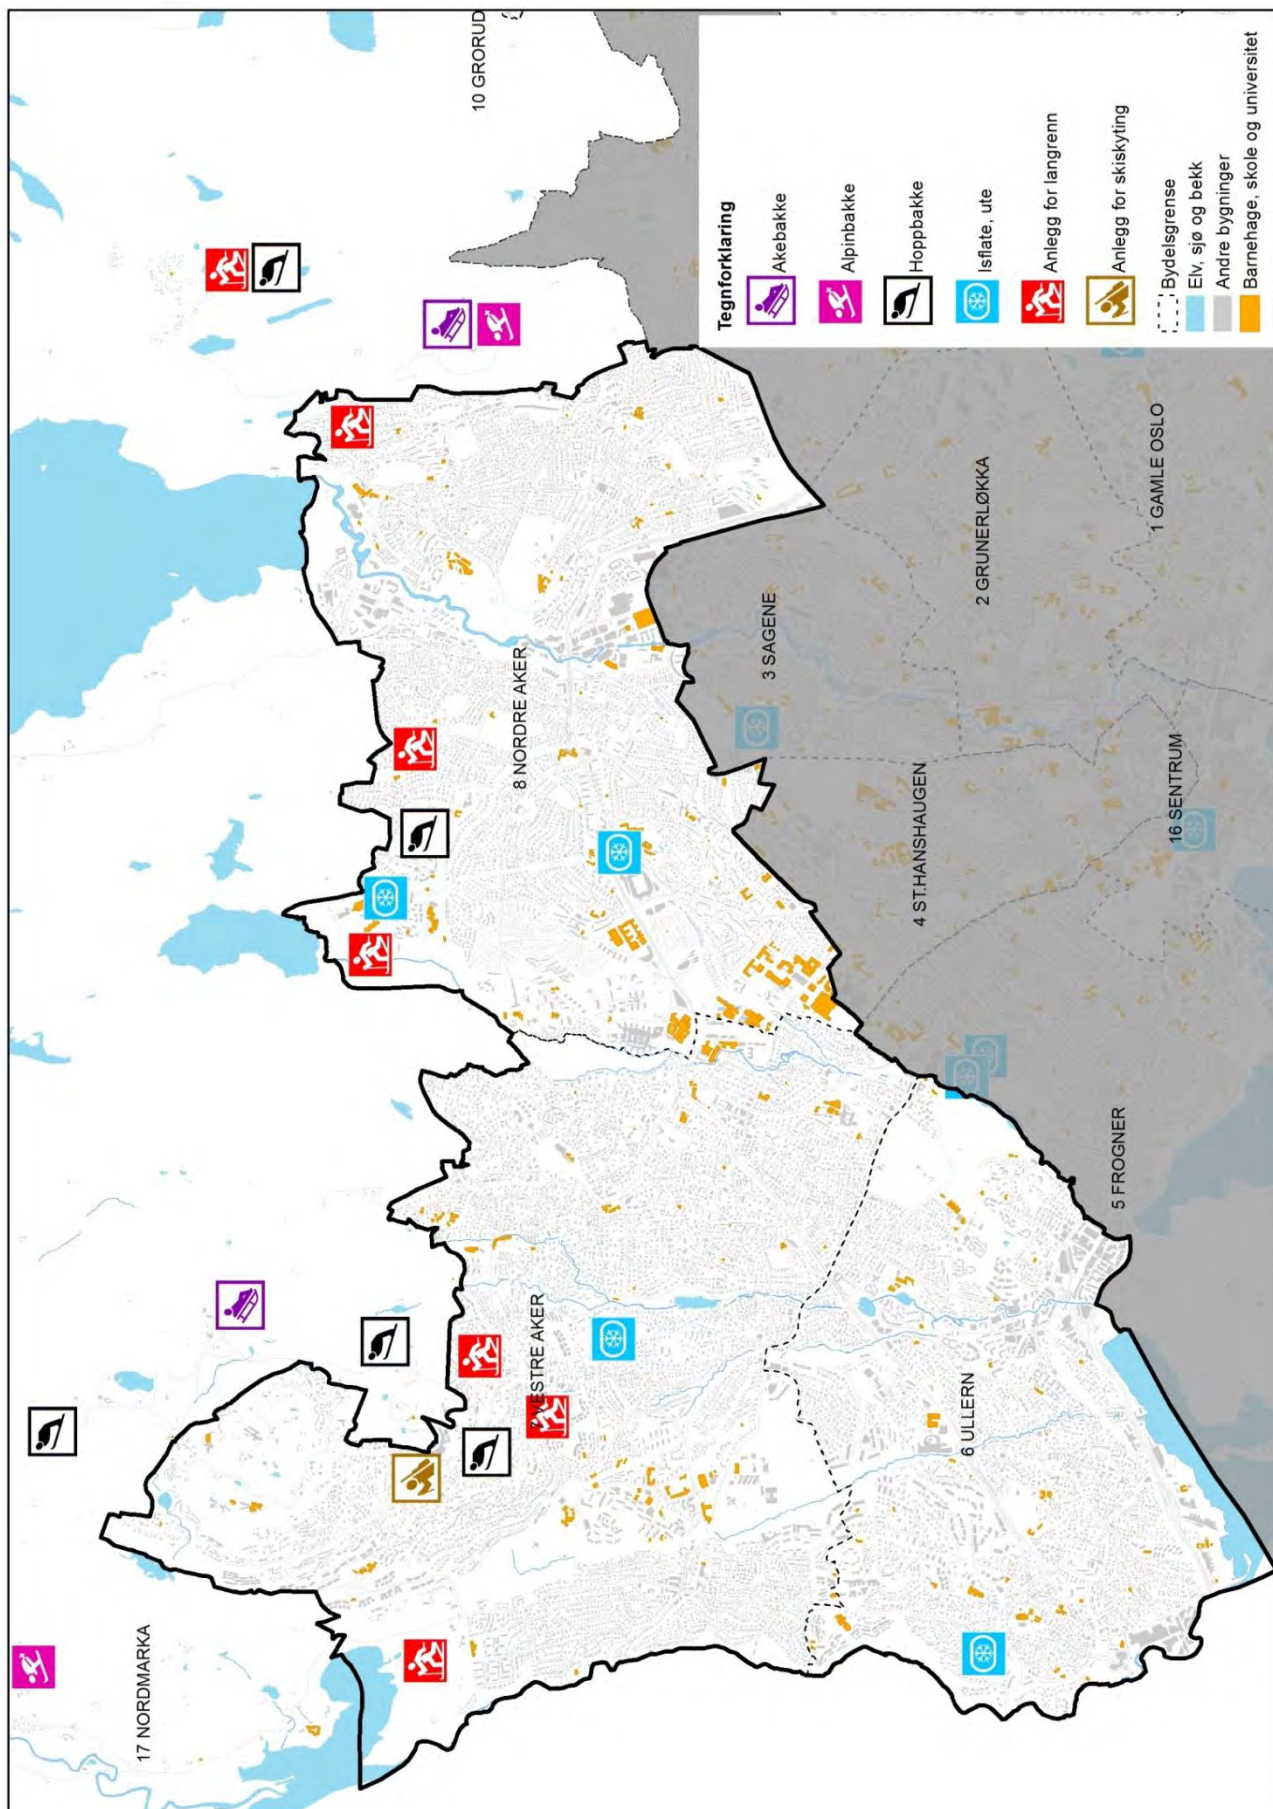 17 NORDMARKA
10 GRORUD
8 NORDRE AKER
7 VESTRE AKER
6 ULLERN
3 SAGENE
4 ST.HANSHAUGEN
2 GRUNERLØKKA
1 GAMLE OSLO
16 SENTRUM
5 FROGNER
Tegnforklaring
Akebakke
Alpinbakke
Hoppbakke
Isflate, ute
Anlegg for langrenn
Anlegg for skiskyting
Bydelsgrense
Elv, sjø og bekk
Andre bygninger
Barnehage, skole og universitet